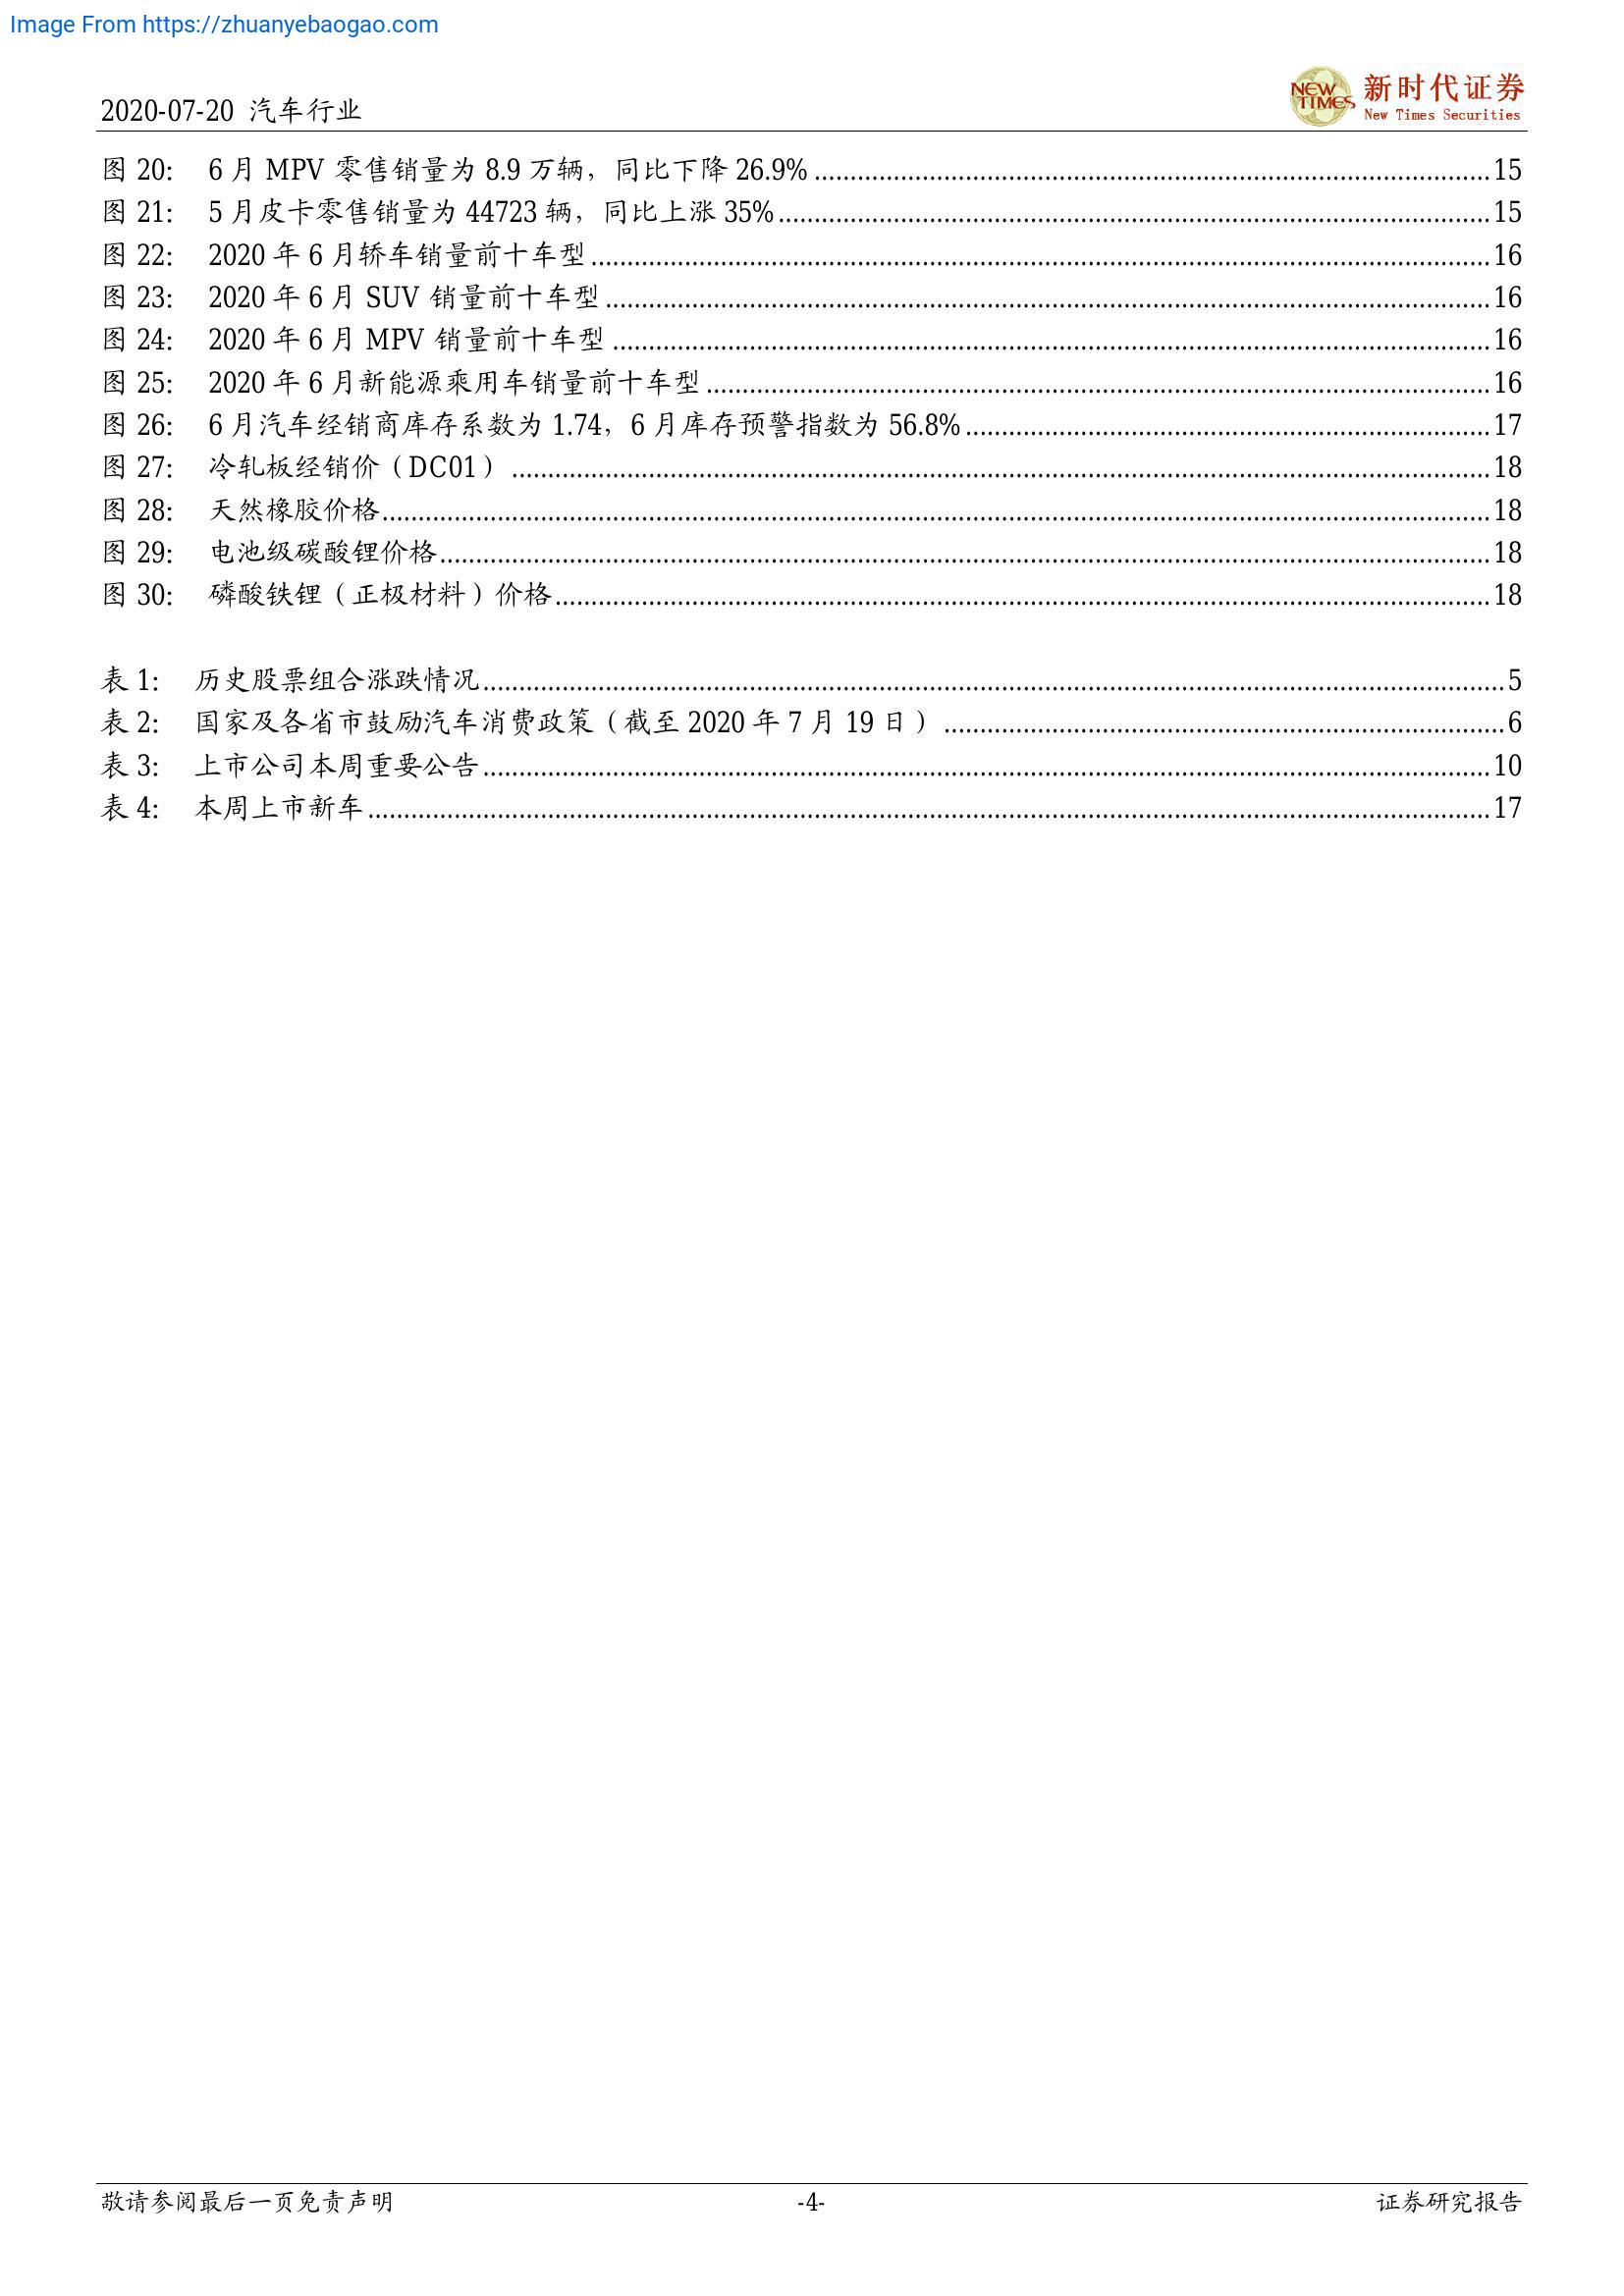 Image From https://zhuanyebaogao.com
2020-07-20 汽车行业
NEW TIMES
新时代证券
New Times Securities
图 20: 6 月 MPV 零售销量为 8.9 万辆，同比下降 26.9% 15
图 21: 5 月皮卡零售销量为 44723 辆，同比上涨 35% 15
图 22: 2020 年 6 月轿车销量前十车型 16
图 23: 2020 年 6 月 SUV 销量前十车型 16
图 24: 2020 年 6 月 MPV 销量前十车型 16
图 25: 2020 年 6 月新能源乘用车销量前十车型 16
图 26: 6 月汽车经销商库存系数为 1.74，6 月库存预警指数为 56.8% 17
图 27: 冷轧板经销价（DC01） 18
图 28: 天然橡胶价格 18
图 29: 电池级碳酸锂价格 18
图 30: 磷酸铁锂（正极材料）价格 18
表 1: 历史股票组合涨跌情况 5
表 2: 国家及各省市鼓励汽车消费政策（截至 2020 年 7 月 19 日） 6
表 3: 上市公司本周重要公告 10
表 4: 本周上市新车 17
敬请参阅最后一页免责声明 -4- 证券研究报告